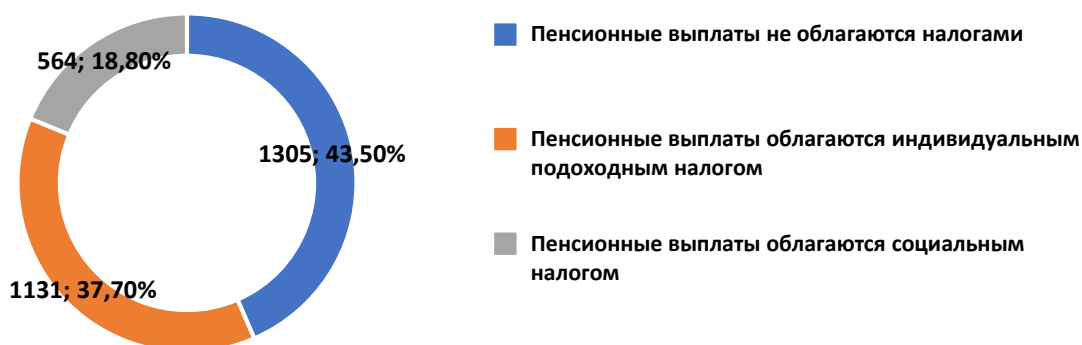 564; 18,80%
1305; 43,50%
1131; 37,70%
Пенсионные выплаты не облагаются налогами
Пенсионные выплаты облагаются индивидуальным
подоходным налогом
Пенсионные выплаты облагаются социальным
налогом